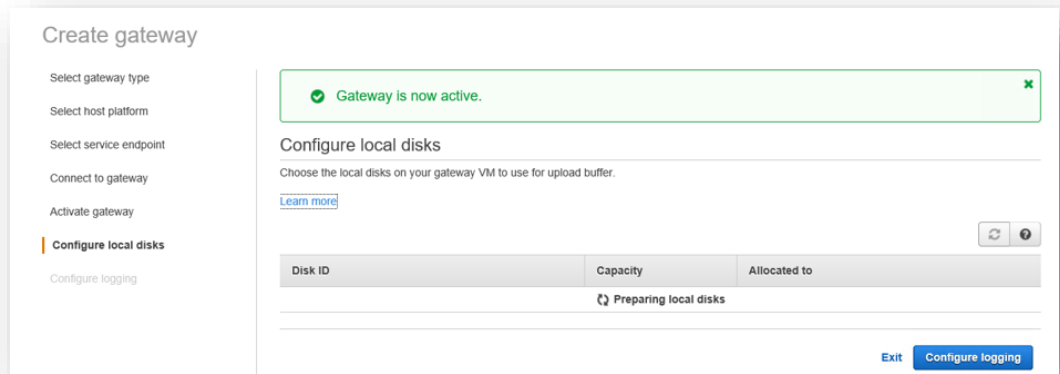 Create gateway
Select gateway type
Select host platform
Select service endpoint
Connect to gateway
Activate gateway
Configure local disks
Configure logging
Gateway is now active.
Configure local disks
Choose the local disks on your gateway VM to use for upload buffer.
Learn more
Disk ID Capacity Allocated to
Preparing local disks
Exit Configure logging